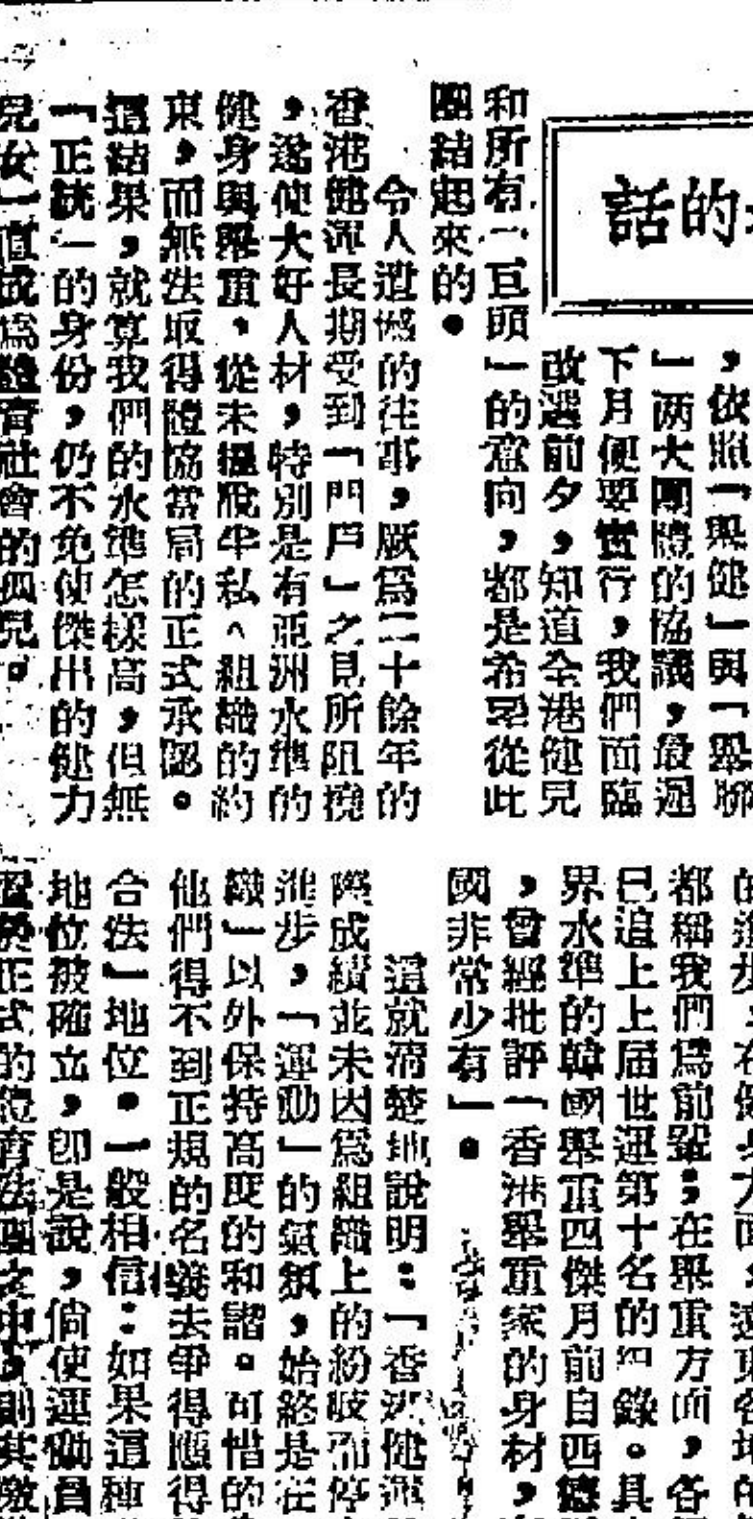 的話
，依照「舉健」與「舉聯
」兩大團體的協議，最遲
下月便要實行，我們面臨
改選前夕，知道全港健兒
和所有「巨頭」的意向，都是希望從此
團結起來的。
令人遺憾的往事，厥爲二十餘年的
香港健運長期受到「門戶」之見所阻撓
，遂使大好人材，特別是有亞洲水準的
健身與舉重，從未擺脫半私人組織的約
束，而無法取得體協當局的正式承認。
這結果，就算我們的水準怎樣高，但無
「正統」的身份，仍不免使傑出的健力
兒女一直成爲體育社會的孤兒。
都稱我們爲前輩；在舉重方面，各
已追上上屆世運第十名的紀錄。具
界水準的韓國舉重四傑月前自西德
，曾經批評「香港舉重家的身材，
國非常少有」。
這就清楚地說明：「香港健運
際成績並未因爲組織上的紛岐而停
進步，「運動」的氣氛，始終是在
織」以外保持高度的和諧。可惜的
他們得不到正規的名義去爭得應得
合法」地位。一般相信：如果這種
地位被確立，卽是說，倘使運動員
正式的體育法團之中，則其